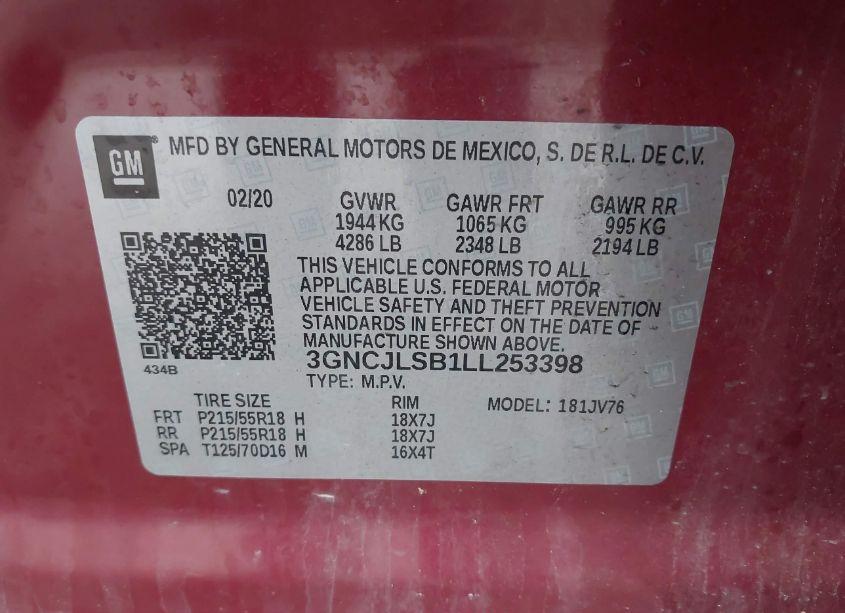 GM
MFD BY GENERAL MOTORS DE MEXICO, S. DE R.L. DE C.V.
02/20 GVWR GAWR FRT GAWR RR
1944 KG 1065 KG 995 KG
4286 LB 2348 LB 2194 LB
THIS VEHICLE CONFORMS TO ALL
APPLICABLE U.S. FEDERAL MOTOR
VEHICLE SAFETY AND THEFT PREVENTION
STANDARDS IN EFFECT ON THE DATE OF
MANUFACTURE SHOWN ABOVE.
434B 3GNCJLSB1LL253398
TYPE: M.P.V.
TIRE SIZE RIM MODEL: 181JV76
FRT P215/55R18 H 18X7J
RR P215/55R18 H 18X7J
SPA T125/70D16 M 16X4T